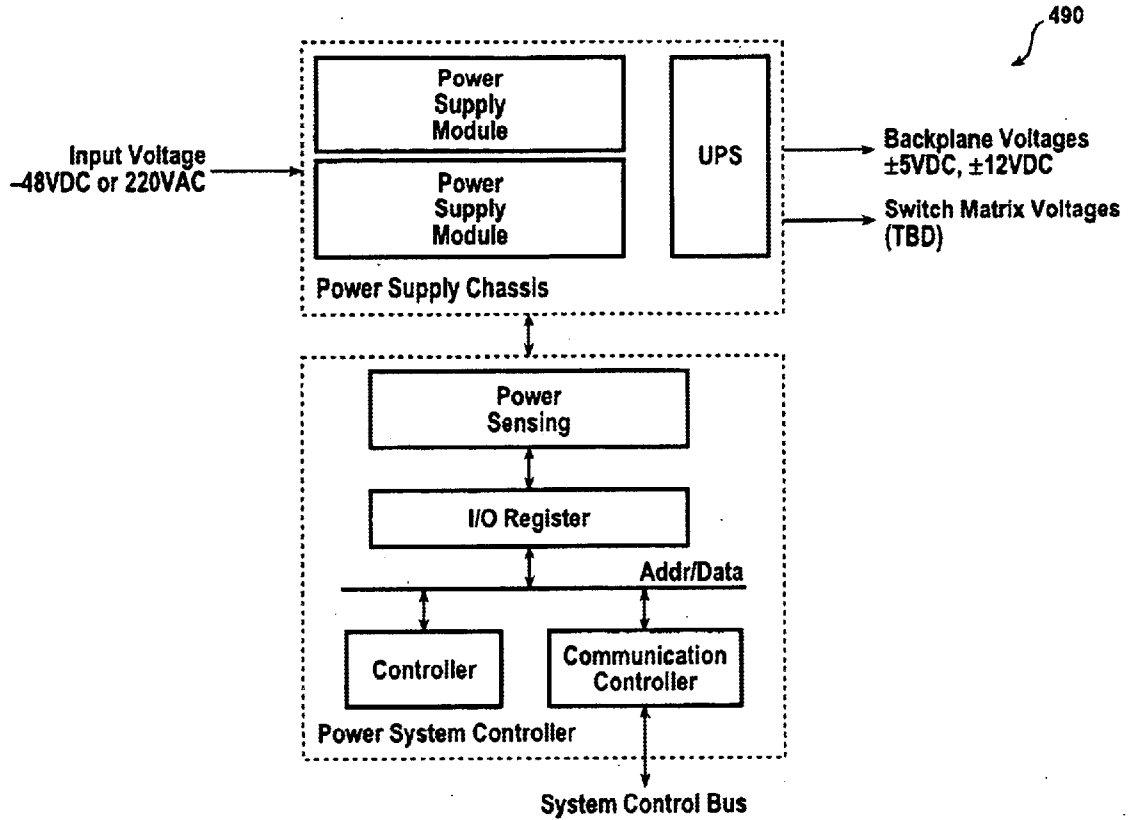 490
Power
Supply
Module
Power
Supply
Module
UPS
Input Voltage
–48VDC or 220VAC
Backplane Voltages
±5VDC, ±12VDC
Switch Matrix Voltages
(TBD)
Power Supply Chassis
Power
Sensing
I/O Register
Addr/Data
Controller
Communication
Controller
Power System Controller
System Control Bus